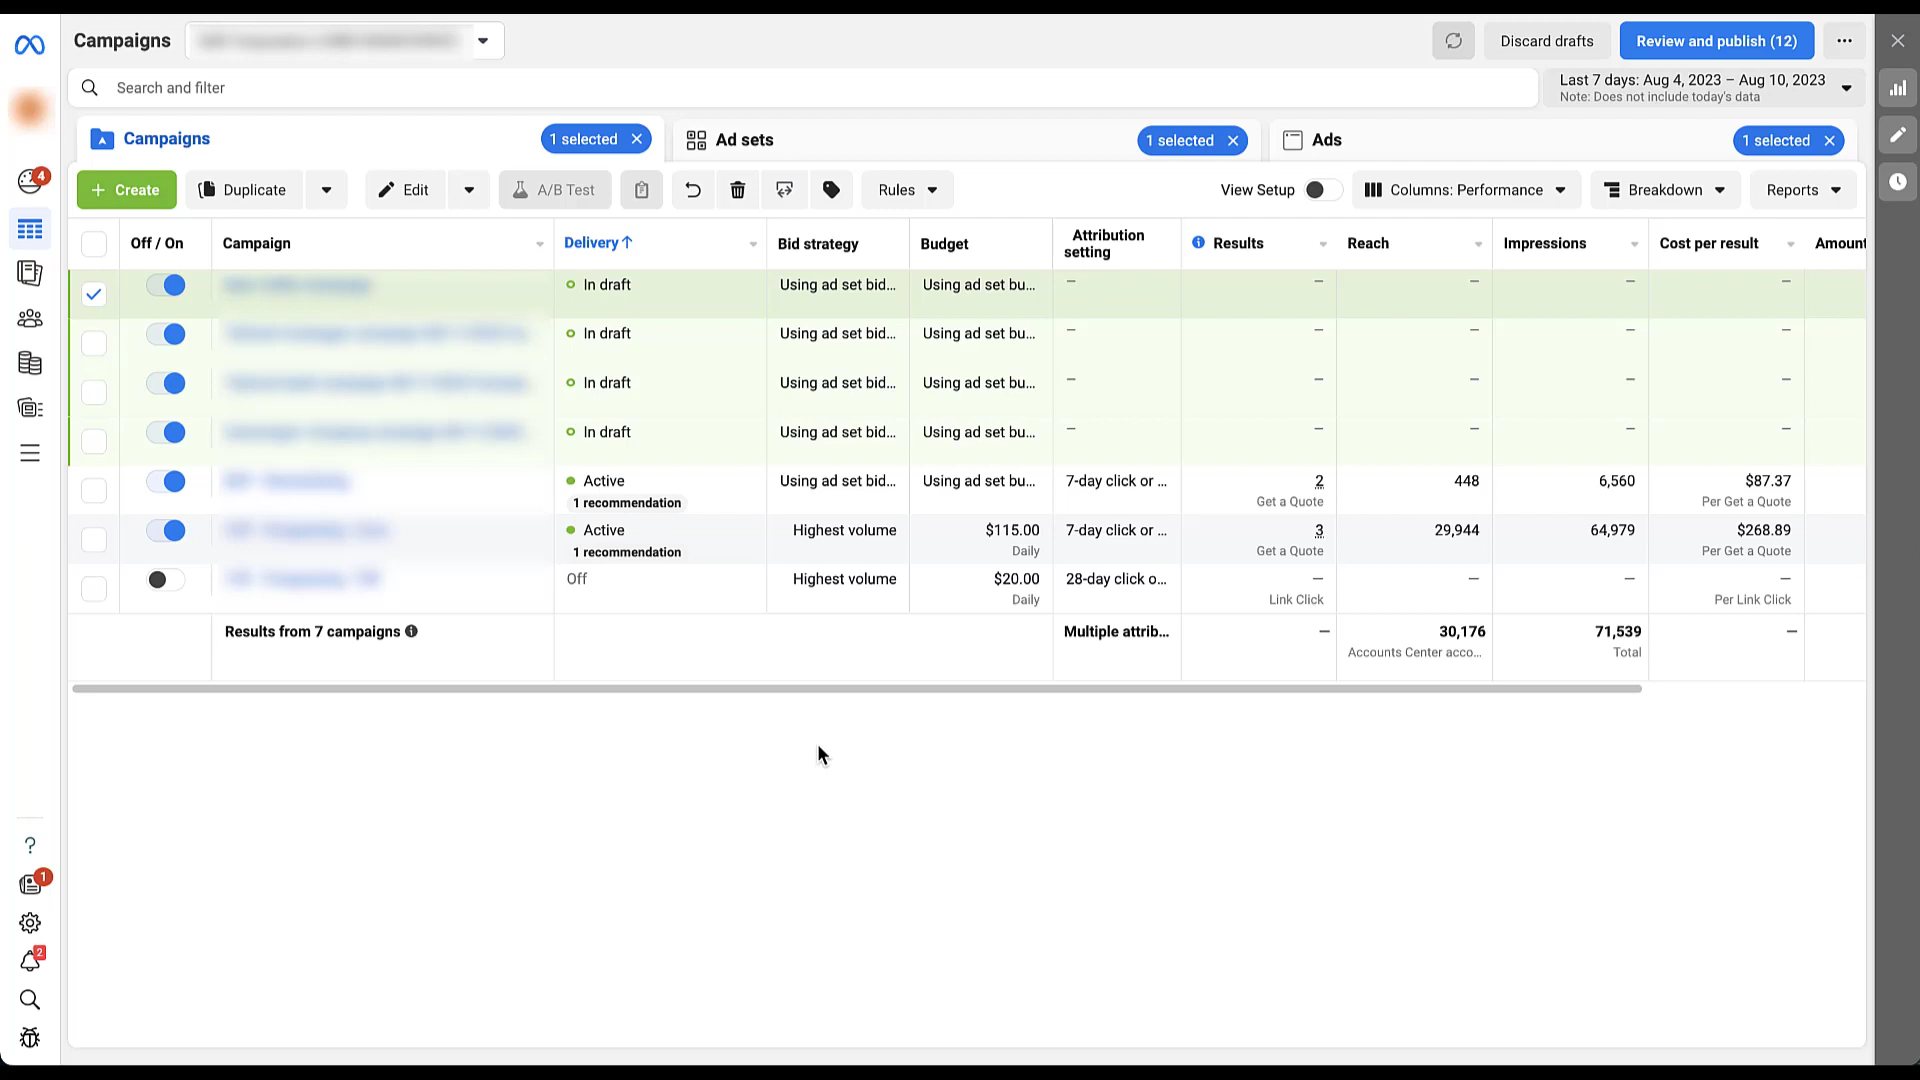 Campaigns
Discard drafts
Review and publish (12)
Search and filter
Last 7 days: Aug 4, 2023 – Aug 10, 2023
Note: Does not include today's data
Campaigns
1 selected
Ad sets
1 selected
Ads
1 selected
4
Create
Duplicate
Edit
A/B Test
Rules
View Setup
Columns: Performance
Breakdown
Reports
Off / On
Campaign
Delivery↑
Bid strategy
Budget
Attribution
setting
Results
Reach
Impressions
Cost per result
Amount
In draft
Using ad set bid...
Using ad set bu...
–
–
–
–
–
In draft
Using ad set bid...
Using ad set bu...
–
–
–
–
–
In draft
Using ad set bid...
Using ad set bu...
–
–
–
–
–
In draft
Using ad set bid...
Using ad set bu...
–
–
–
–
–
Active
Using ad set bid...
Using ad set bu...
7-day click or ...
2
448
6,560
$87.37
1 recommendation
Get a Quote
Per Get a Quote
Active
Highest volume
$115.00
7-day click or ...
3
29,944
64,979
$268.89
1 recommendation
Daily
Get a Quote
Per Get a Quote
Off
Highest volume
$20.00
28-day click o...
–
–
–
–
Daily
Link Click
Per Link Click
Results from 7 campaigns
Multiple attrib...
–
30,176
71,539
–
Accounts Center acco...
Total
?
1
2